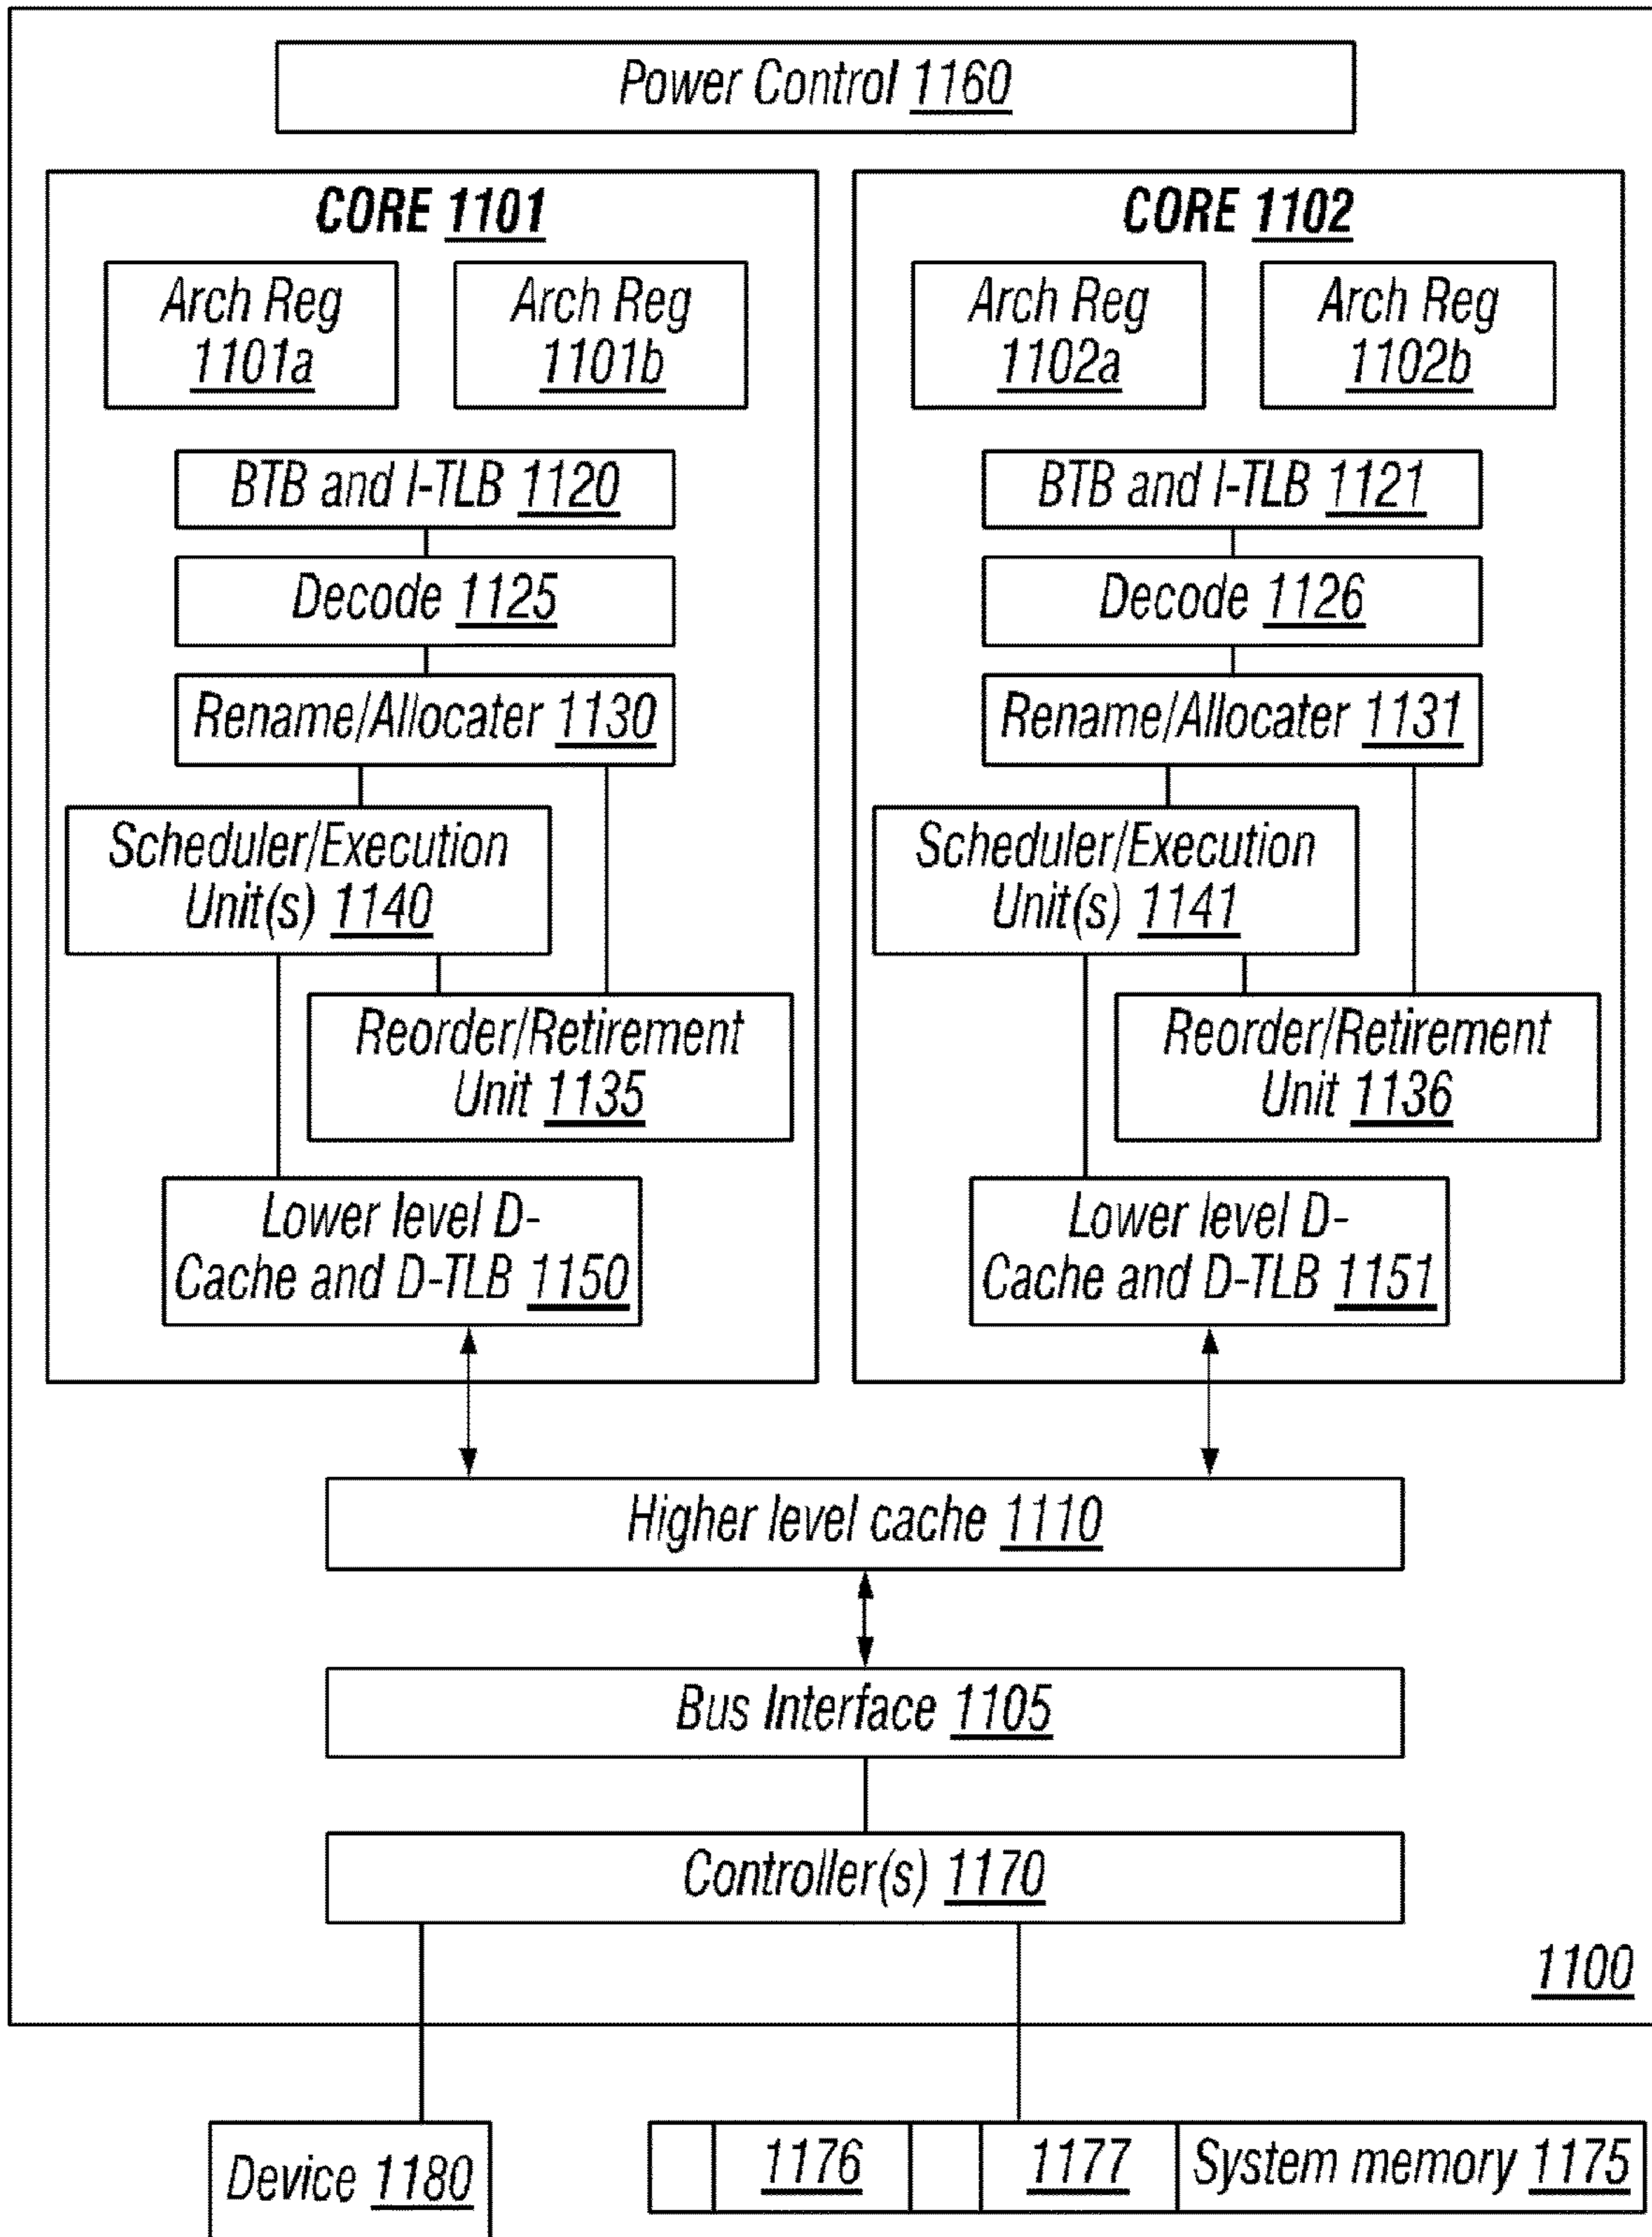 Power Control 1160
CORE 1101
Arch Reg
1101a
Arch Reg
1101b
BTB and I-TLB 1120
Decode 1125
Rename/Allocater 1130
Scheduler/Execution
Unit(s) 1140
Reorder/Retirement
Unit 1135
Lower level D-
Cache and D-TLB 1150
CORE 1102
Arch Reg
1102a
Arch Reg
1102b
BTB and I-TLB 1121
Decode 1126
Rename/Allocater 1131
Scheduler/Execution
Unit(s) 1141
Reorder/Retirement
Unit 1136
Lower level D-
Cache and D-TLB 1151
Higher level cache 1110
Bus Interface 1105
Controller(s) 1170
1100
Device 1180
1176
1177
System memory 1175